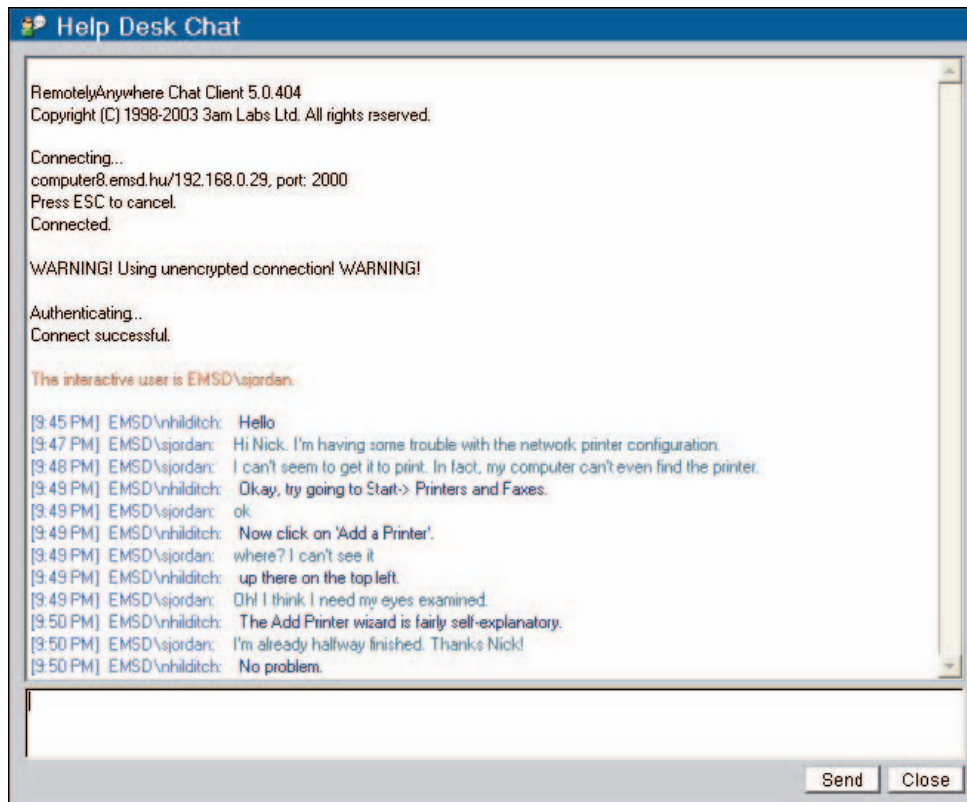 Help Desk Chat
RemotelyAnywhere Chat Client 5.0.404
Copyright (C) 1998-2003 3am Labs Ltd. All rights reserved.
Connecting...
computer8.emsd.hu/192.168.0.29, port: 2000
Press ESC to cancel.
Connected.
WARNING! Using unencrypted connection! WARNING!
Authenticating...
Connect successful.
The interactive user is EMSD\sjordan.
[9:45 PM] EMSD\nhilditch: Hello
[9:47 PM] EMSD\sjordan: Hi Nick. I'm having some trouble with the network printer configuration.
[9:48 PM] EMSD\sjordan: I can't seem to get it to print. In fact, my computer can't even find the printer.
[9:49 PM] EMSD\nhilditch: Okay, try going to Start-> Printers and Faxes.
[9:49 PM] EMSD\sjordan: ok
[9:49 PM] EMSD\nhilditch: Now click on 'Add a Printer'.
[9:49 PM] EMSD\sjordan: where? I can't see it
[9:49 PM] EMSD\nhilditch: up there on the top left.
[9:49 PM] EMSD\sjordan: Oh! I think I need my eyes examined.
[9:50 PM] EMSD\nhilditch: The Add Printer wizard is fairly self-explanatory.
[9:50 PM] EMSD\sjordan: I'm already halfway finished. Thanks Nick!
[9:50 PM] EMSD\nhilditch: No problem.
Send Close